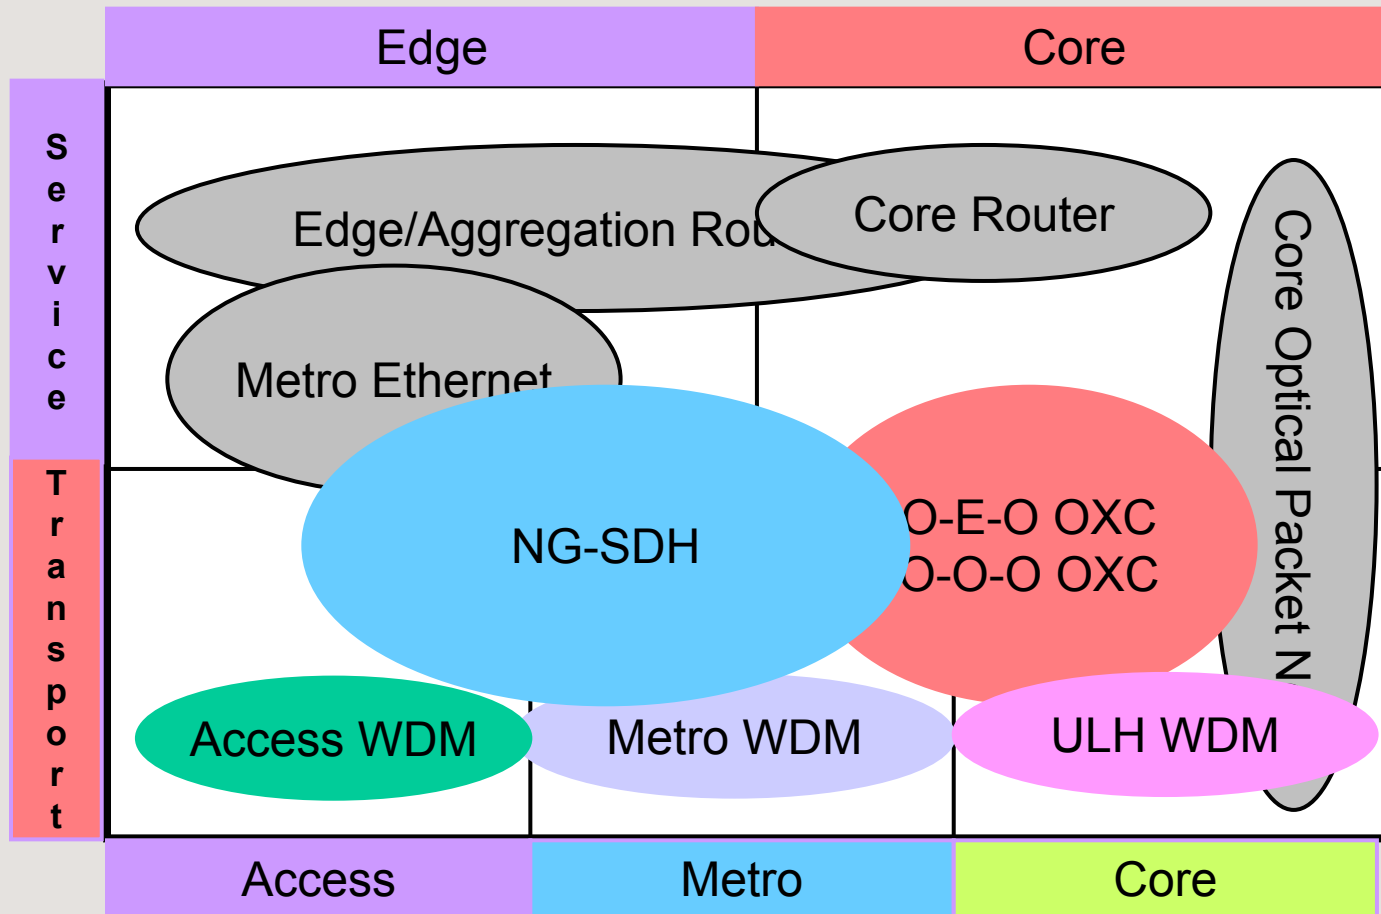 Edge
Core
Service
Edge/Aggregation Rou
Core Router
Metro Ethernet
Core Optical Packet N
Transport
NG-SDH
O-E-O OXC
O-O-O OXC
Access WDM
Metro WDM
ULH WDM
Access
Metro
Core